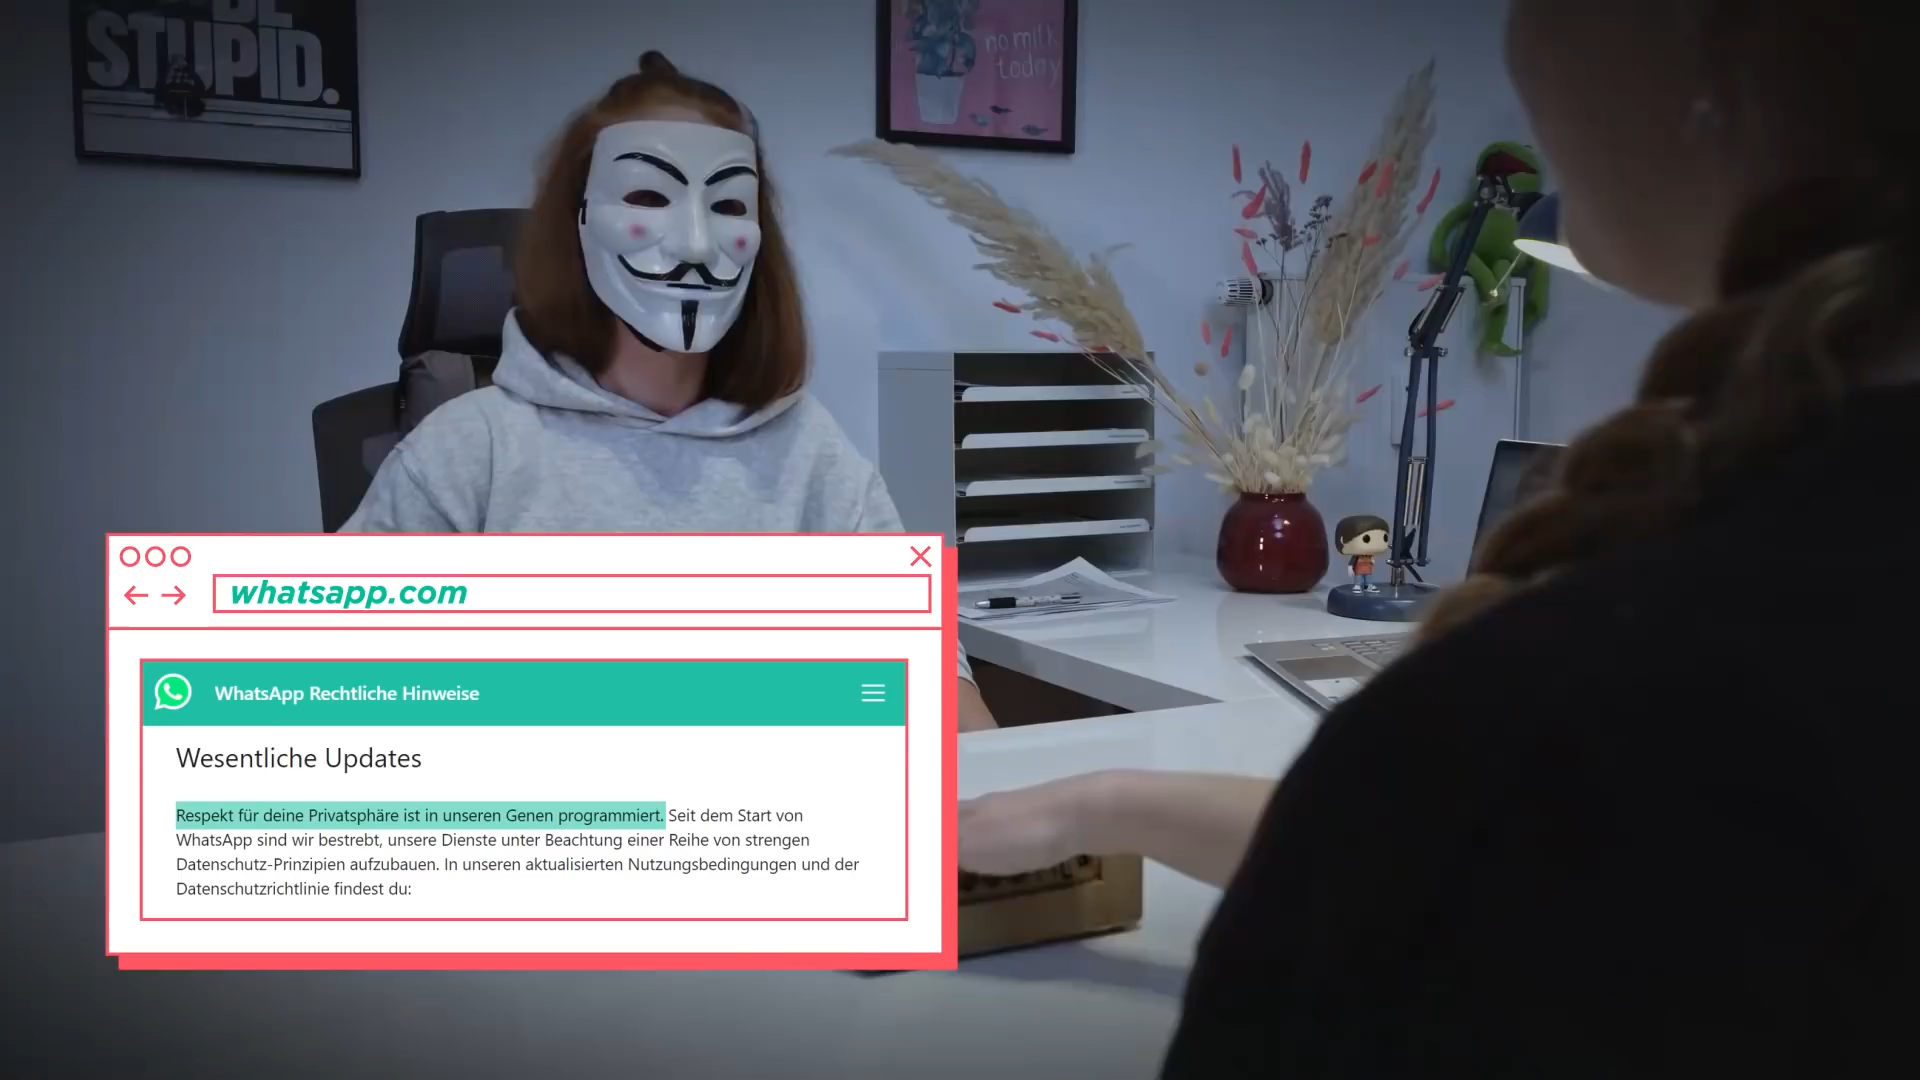 BE
STUPID.
no milk
today
whatsapp.com
WhatsApp Rechtliche Hinweise
Wesentliche Updates
Respekt für deine Privatsphäre ist in unseren Genen programmiert. Seit dem Start von
WhatsApp sind wir bestrebt, unsere Dienste unter Beachtung einer Reihe von strengen
Datenschutz-Prinzipien aufzubauen. In unseren aktualisierten Nutzungsbedingungen und der
Datenschutzrichtlinie findest du: